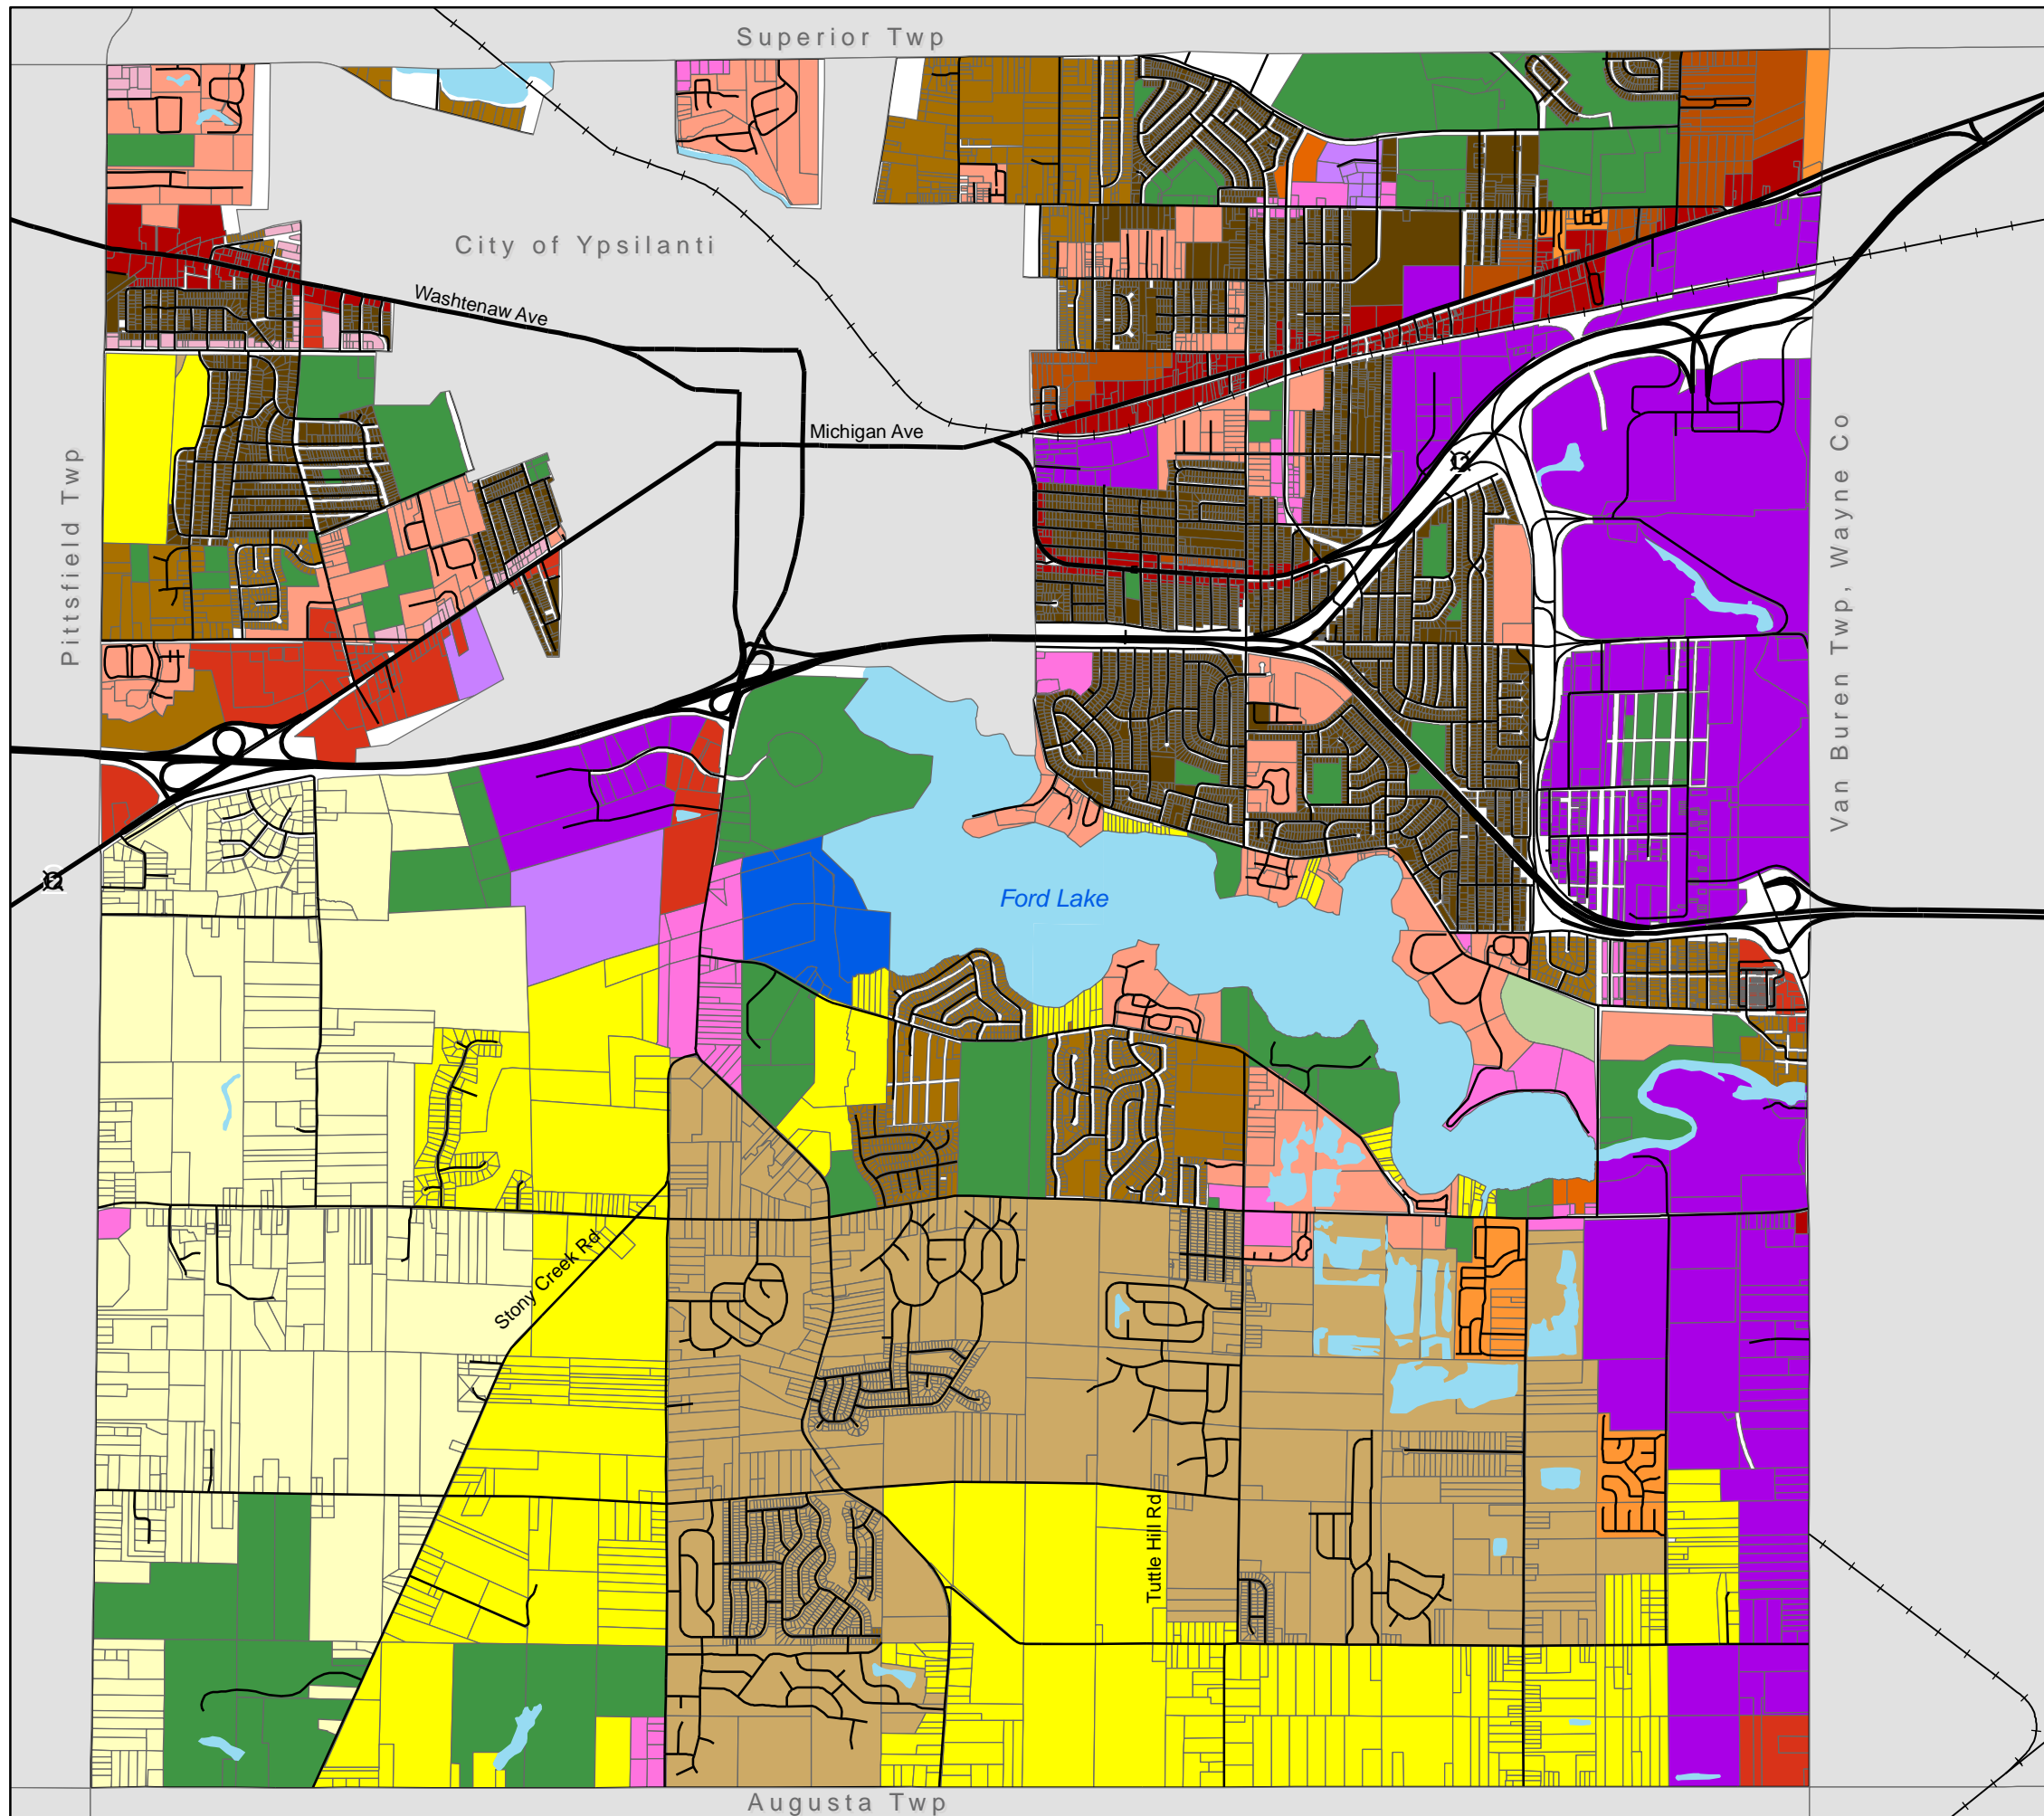 Superior Twp
City of Ypsilanti
Washtenaw Ave
Michigan Ave
Pittsfield Twp
Van Buren Twp, Wayne Co
Ford Lake
Stony Creek Rd
Tuttle Hill Rd
Augusta Twp